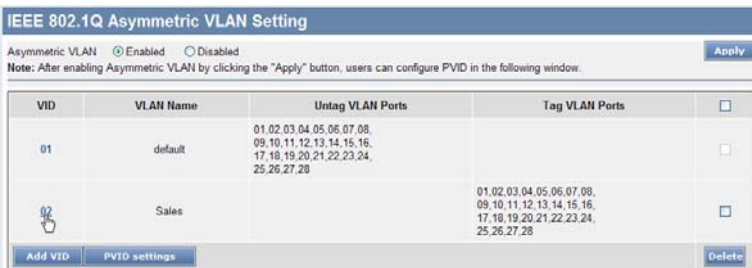 IEEE 802.1Q Asymmetric VLAN Setting
Asymmetric VLAN Enabled Disabled Apply
Note: After enabling Asymmetric VLAN by clicking the "Apply" button, users can configure PVID in the following window.
VID VLAN Name Untag VLAN Ports Tag VLAN Ports
01,02,03,04,05,06,07,08,
09,10,11,12,13,14,15,16,
01 default
17,18,19,20,21,22,23,24,
25,26,27,28
01,02,03,04,05,06,07,08,
09,10,11,12,13,14,15,16,
02 Sales
17,18,19,20,21,22,23,24,
25,26,27,28
Add VID PVID settings Delete